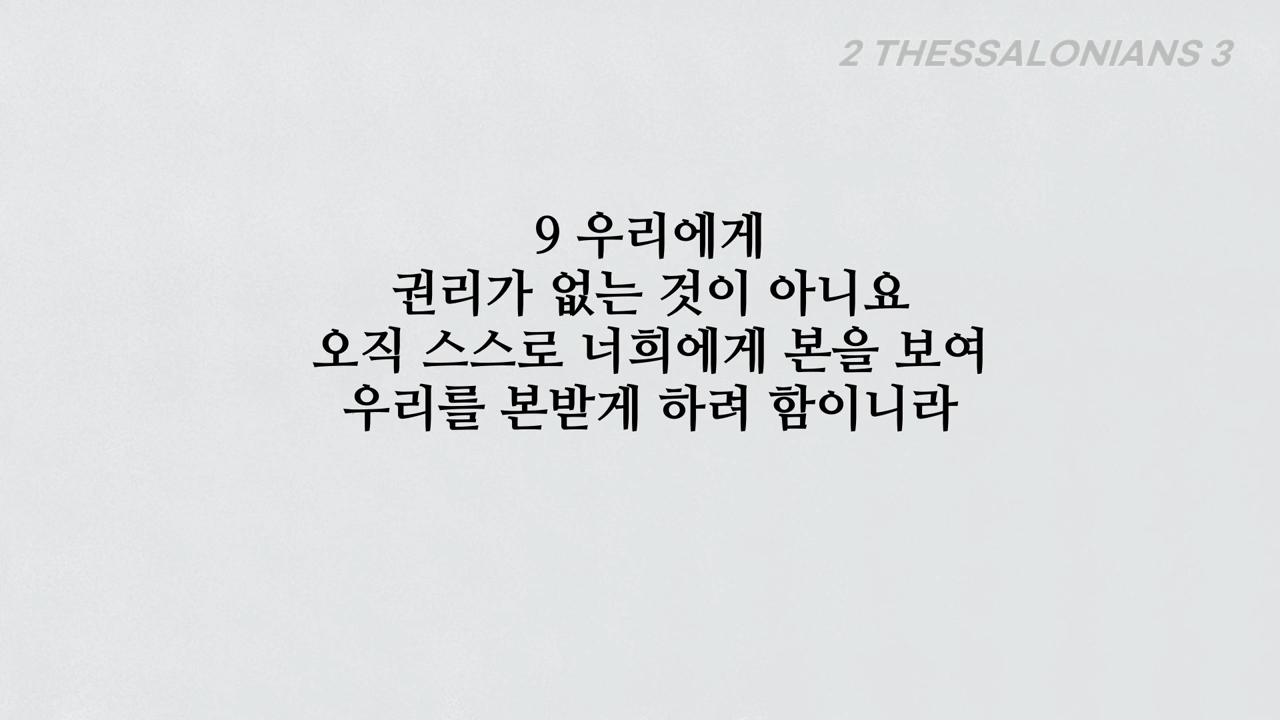 2 THESSALONIANS 3
9 우리에게
권리가 없는 것이 아니요
오직 스스로 너희에게 본을 보여
우리를 본받게 하려 함이니라